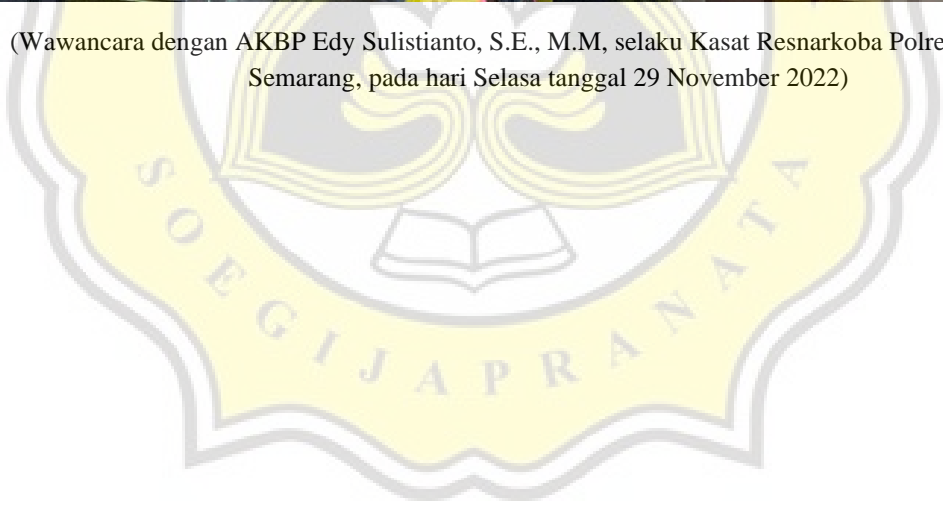 (Wawancara dengan AKBP Edy Sulistianto, S.E., M.M, selaku Kasat Resnarkoba Polre
Semarang, pada hari Selasa tanggal 29 November 2022)
SOEGIJAPRANATA